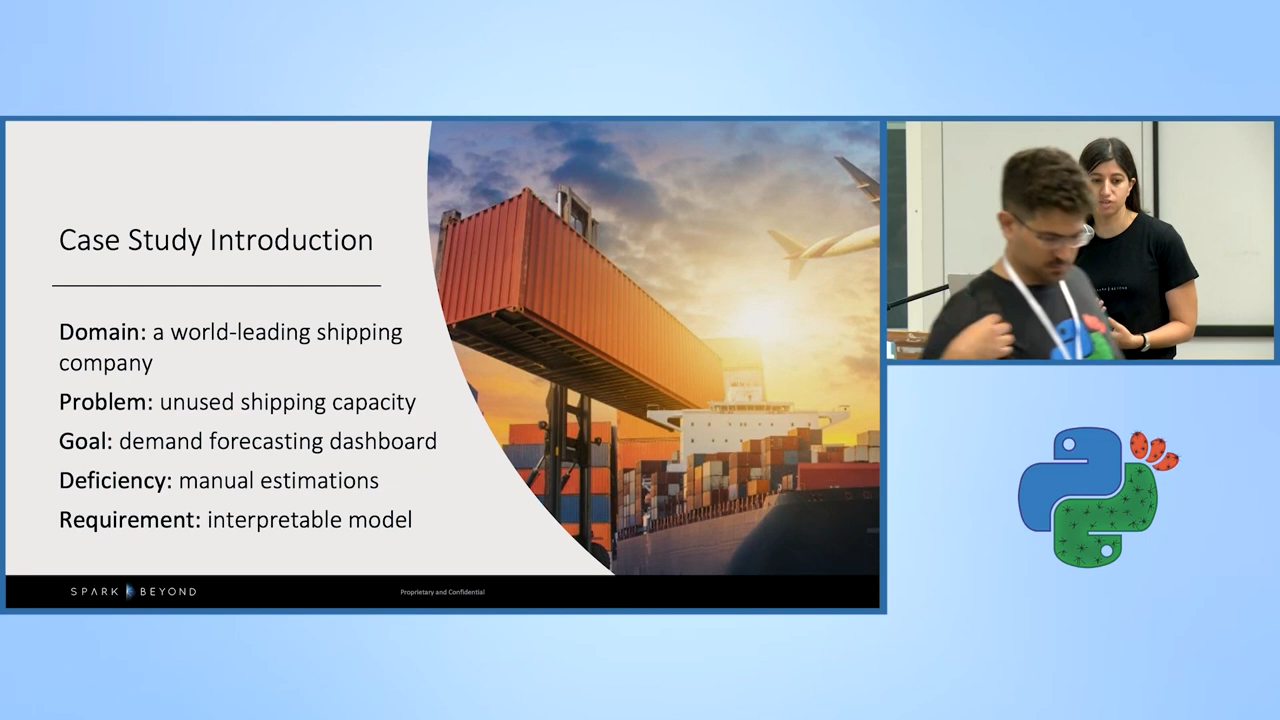 Case Study Introduction
Domain: a world-leading shipping
company
Problem: unused shipping capacity
Goal: demand forecasting dashboard
Deficiency: manual estimations
Requirement: interpretable model
SPARK BEYOND
Proprietary and Confidential